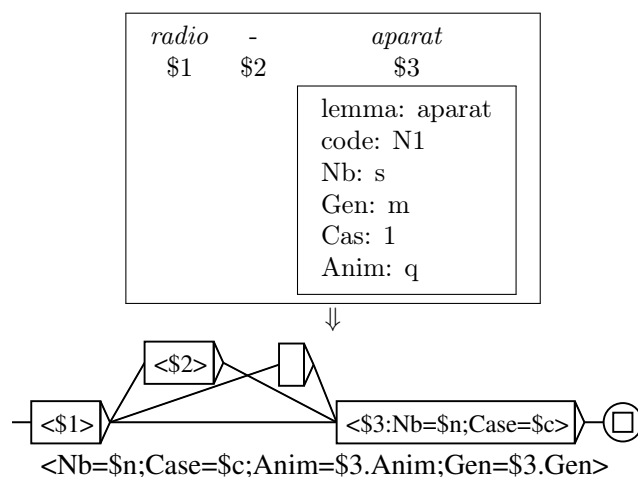 radio - aparat
$1 $2 $3
lemma: aparat
code: N1
Nb: s
Gen: m
Cas: 1
Anim: q
⇓
<$2>
<$1> <$3:Nb=$n;Case=$c>
<Nb=$n;Case=$c;Anim=$3.Anim;Gen=$3.Gen>